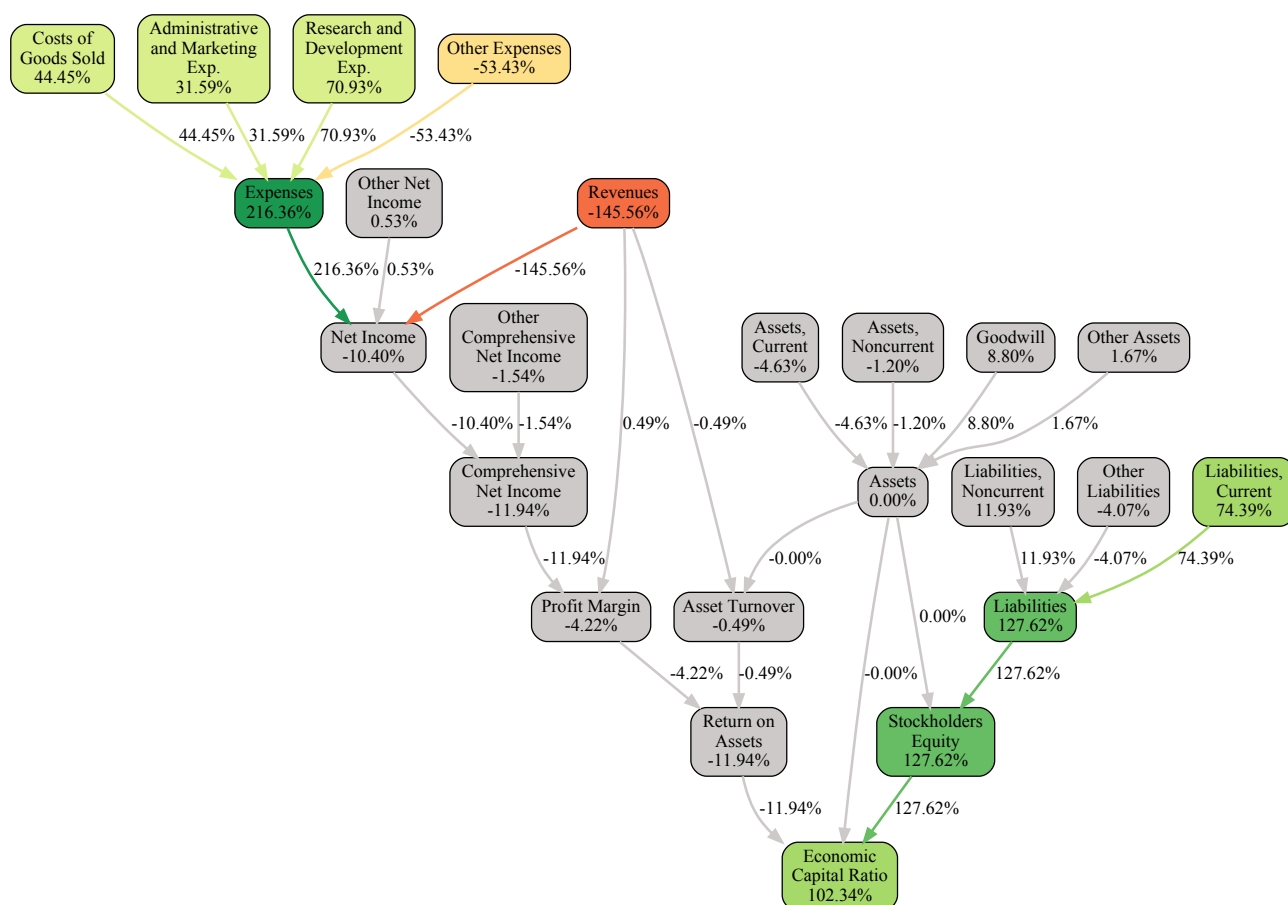 Costs of
Goods Sold
44.45%
Administrative
and Marketing
Exp.
31.59%
Research and
Development
Exp.
70.93%
Other Expenses
-53.43%
44.45%
31.59%
70.93%
-53.43%
Expenses
216.36%
Other Net
Income
0.53%
Revenues
-145.56%
216.36%
0.53%
-145.56%
Net Income
-10.40%
Other
Comprehensive
Net Income
-1.54%
Assets,
Current
-4.63%
Assets,
Noncurrent
-1.20%
Goodwill
8.80%
Other Assets
1.67%
-10.40%
-1.54%
0.49%
-0.49%
-4.63%
-1.20%
8.80%
1.67%
Comprehensive
Net Income
-11.94%
Assets
0.00%
Liabilities,
Noncurrent
11.93%
Other
Liabilities
-4.07%
Liabilities,
Current
74.39%
-11.94%
-0.00%
11.93%
-4.07%
74.39%
Profit Margin
-4.22%
Asset Turnover
-0.49%
0.00%
Liabilities
127.62%
-4.22%
-0.49%
-0.00%
127.62%
Return on
Assets
-11.94%
Stockholders
Equity
127.62%
-11.94%
127.62%
Economic
Capital Ratio
102.34%